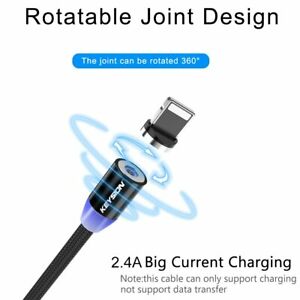 Rotatable Joint Design
The joint can be rotated 360°
KEYSION
2.4A Big Current Charging
Note:this cable can only support charging
not support data transfer